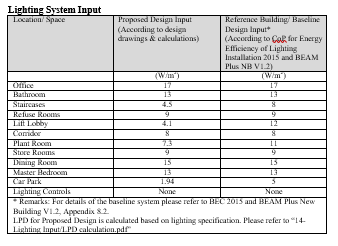 Lighting System Input
Location/ Space Proposed Design Input Reference Building/ Baseline
(According to design Design Input*
drawings & calculations) (According to CoP for Energy
Efficiency of Lighting
Installation 2015 and BEAM
Plus NB V1.2)
(W/m²) (W/m²)
Office 17 17
Bathroom 13 13
Staircases 4.5 8
Refuse Rooms 9 9
Lift Lobby 4.1 12
Corridor 8 8
Plant Room 7.3 11
Store Rooms 9 9
Dining Room 15 15
Master Bedroom 13 13
Car Park 1.94 5
Lighting Controls None None
* Remarks: For details of the baseline system please refer to BEC 2015 and BEAM Plus New
Building V1.2, Appendix 8.2.
LPD for Proposed Design is calculated based on lighting specification. Please refer to “14-
Lighting Input/LPD calculation.pdf”